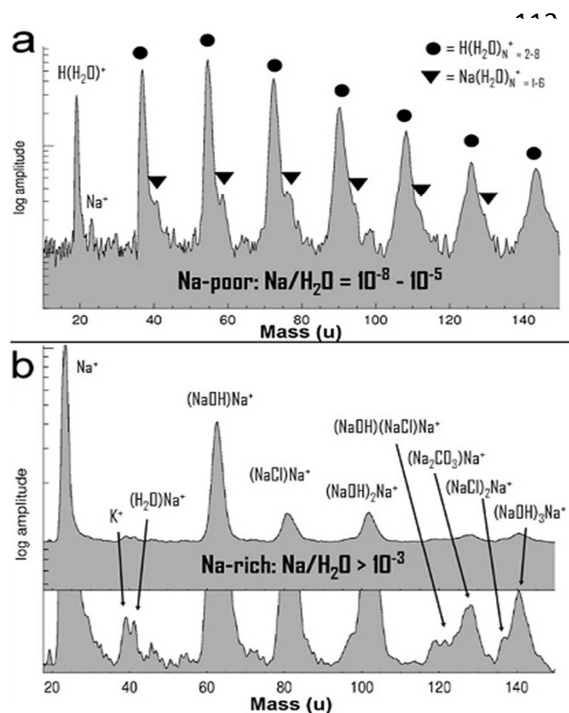 a
H(H₂O)⁺
Na⁺
● H(H₂O)N⁺ = 2-8
▼ Na(H₂O)N⁺ = 1-6
log amplitude
Na-poor: Na/H₂O = 10⁻⁸ - 10⁻⁵
40 60 80 100 120 140
Mass (u)
b
Na⁺
(NaOH)Na⁺
(NaCl)Na⁺
(NaOH)₂Na⁺
(NaOH)(NaCl)Na⁺
(Na₂CO₃)Na⁺
(NaCl)₂Na⁺
(NaOH)₃Na⁺
K⁺
(H₂O)Na⁺
log amplitude
Na-rich: Na/H₂O > 10⁻³
20 40 60 80 100 120 140
Mass (u)